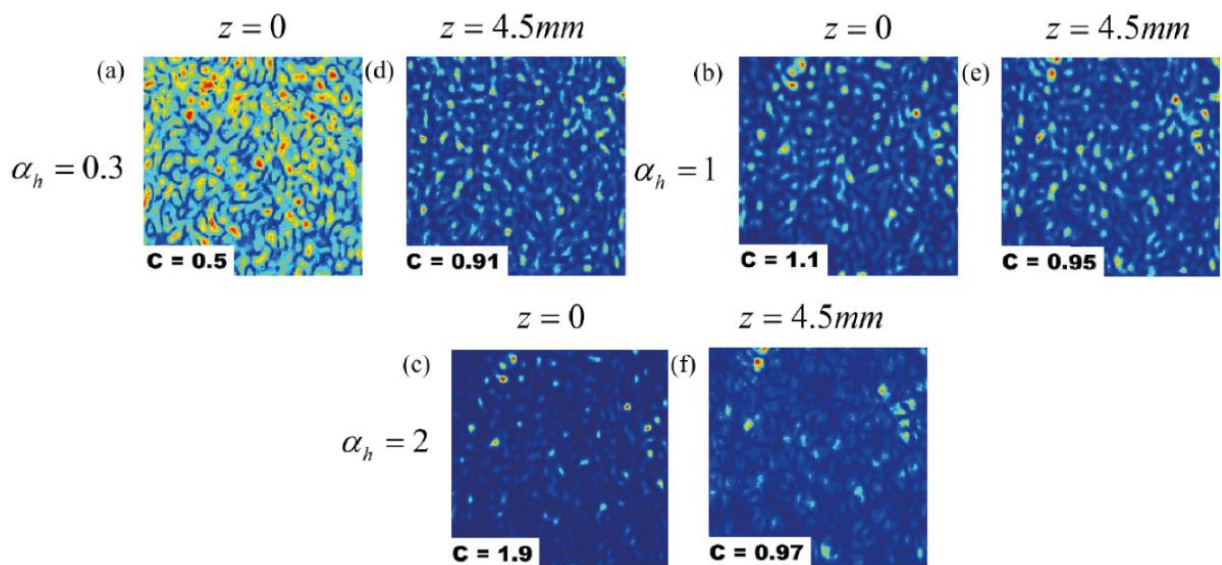 z = 0
z = 4.5mm
z = 0
z = 4.5mm
(a)
(d)
(b)
(e)
α_h = 0.3
α_h = 1
C = 0.5
C = 0.91
C = 1.1
C = 0.95
z = 0
z = 4.5mm
(c)
(f)
α_h = 2
C = 1.9
C = 0.97